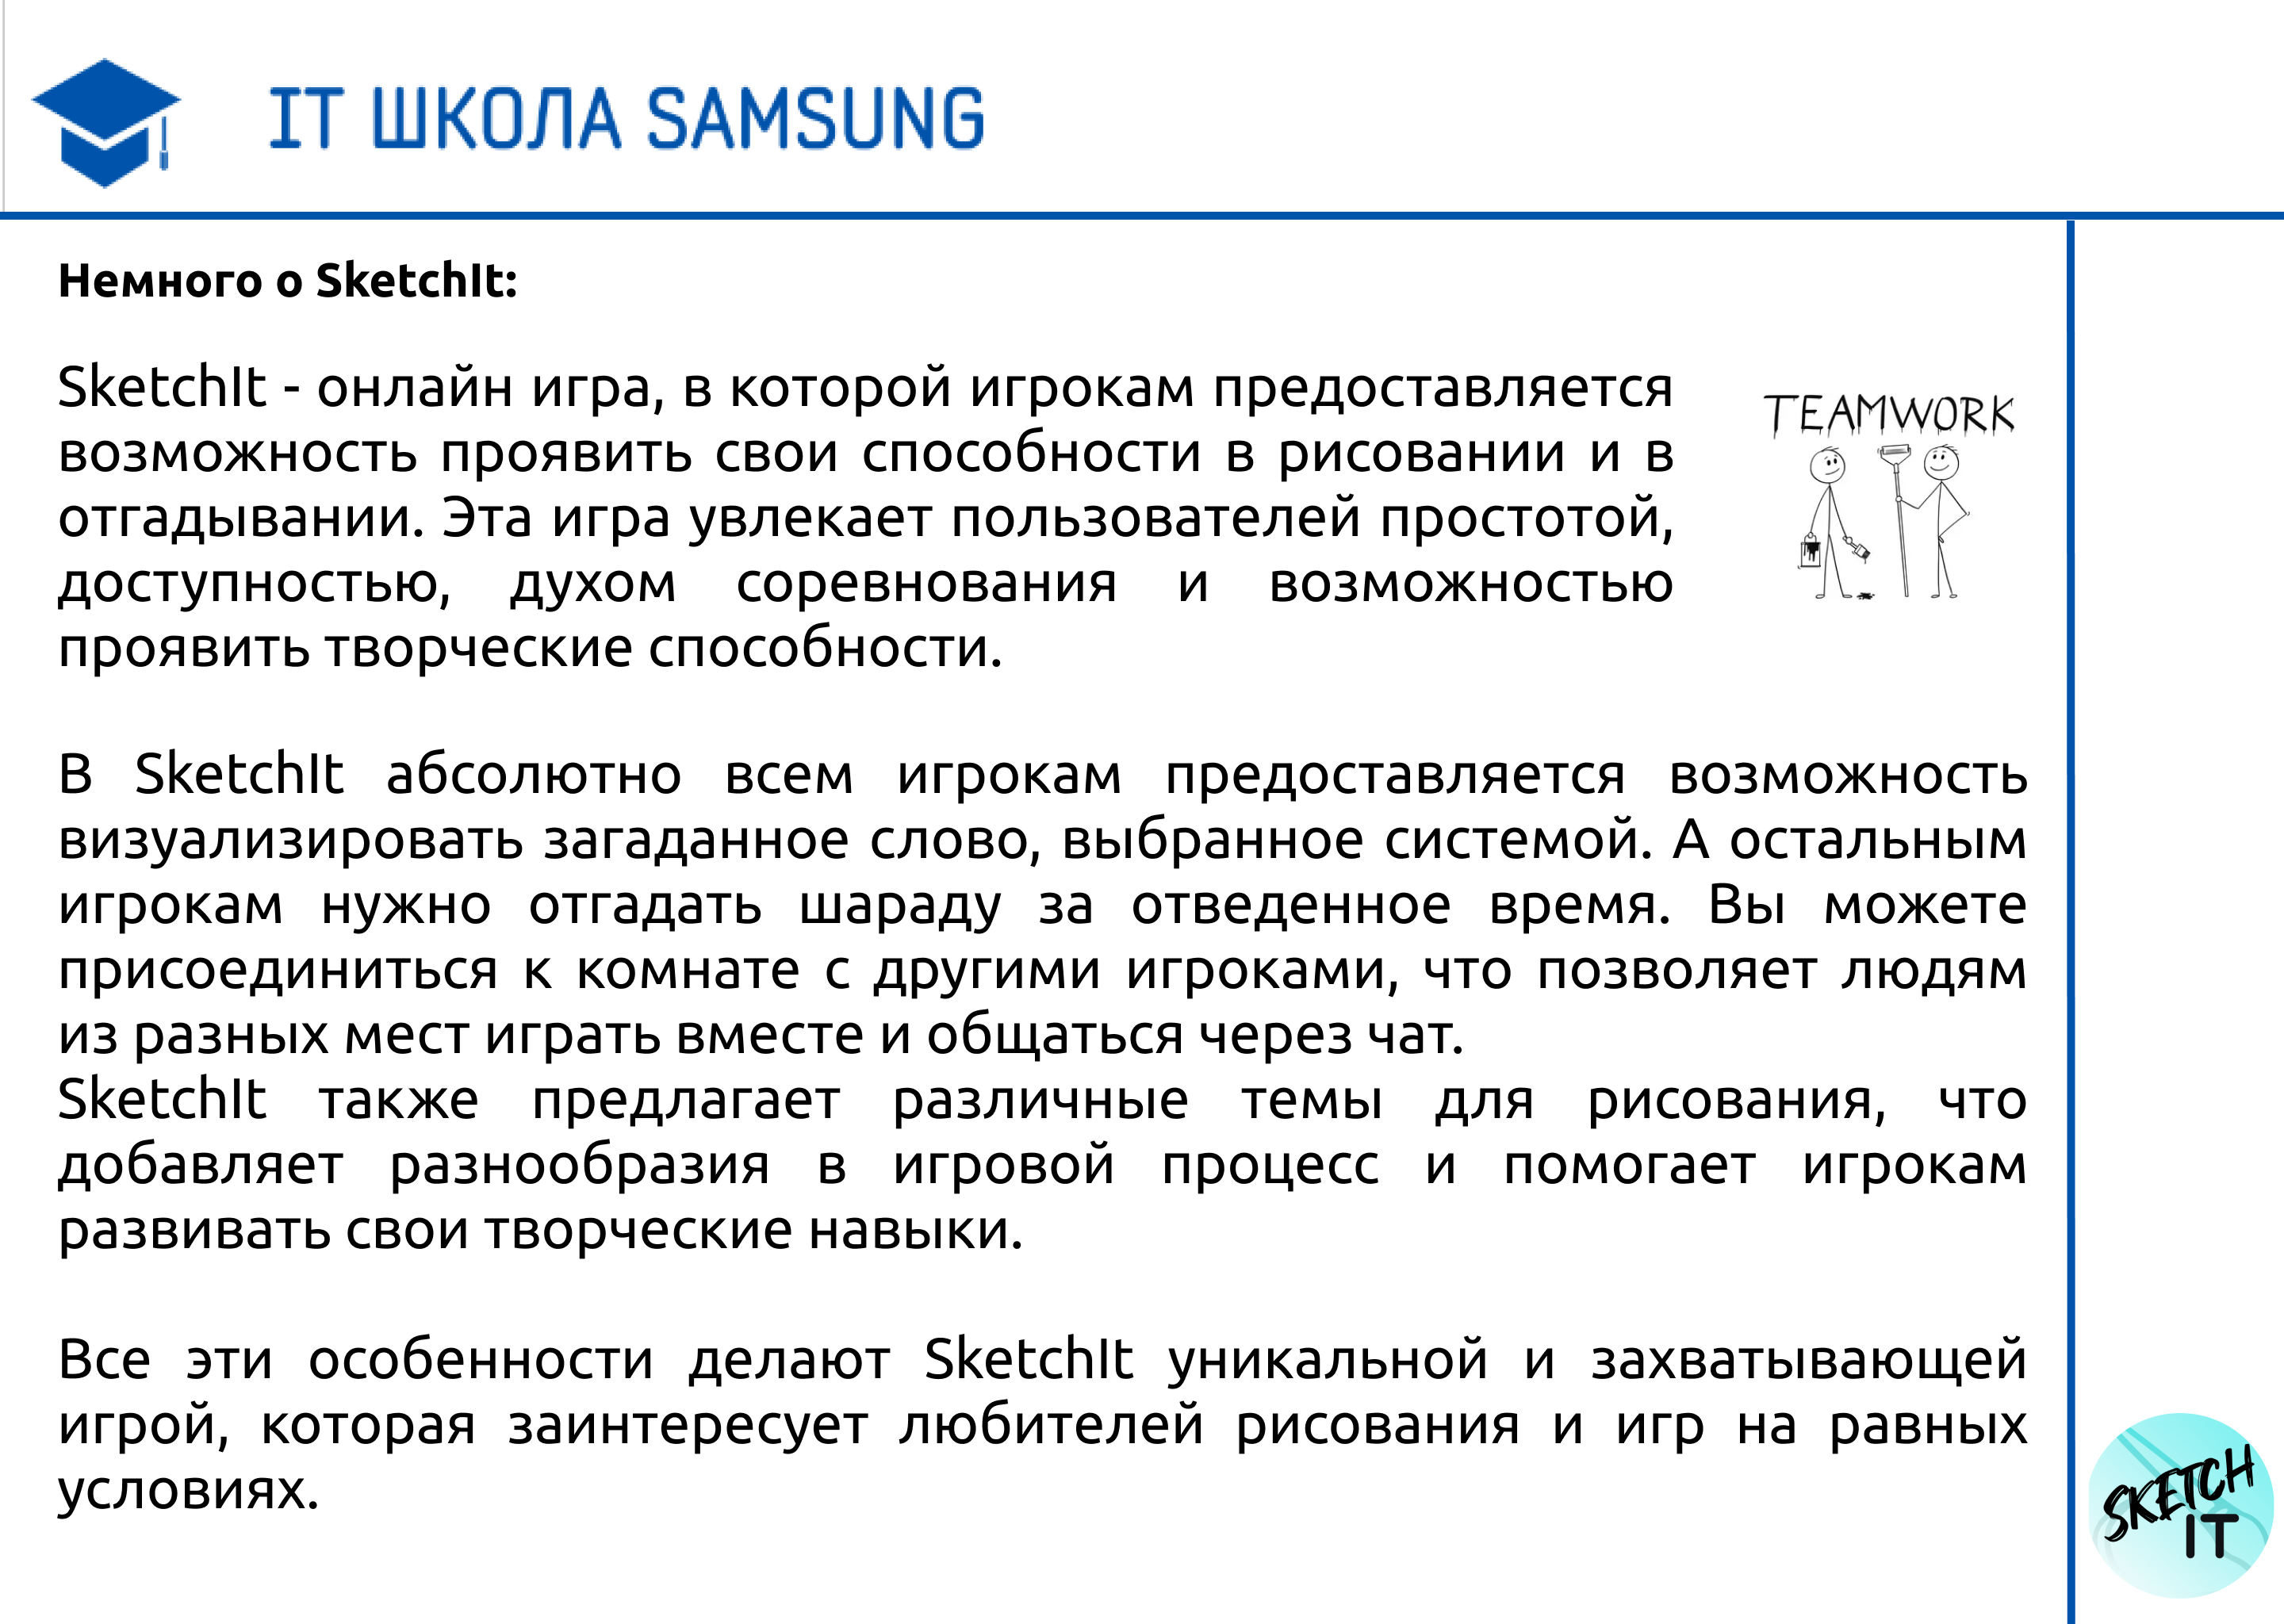 IT ШКОЛА SAMSUNG
Немного о SketchIt:
SketchIt - онлайн игра, в которой игрокам предоставляется
возможность проявить свои способности в рисовании и в
отгадывании. Эта игра увлекает пользователей простотой,
доступностью, духом соревнования и возможностью
проявить творческие способности.
TEAMWORK
В SketchIt абсолютно всем игрокам предоставляется возможность
визуализировать загаданное слово, выбранное системой. А остальным
игрокам нужно отгадать шараду за отведенное время. Вы можете
присоединиться к комнате с другими игроками, что позволяет людям
из разных мест играть вместе и общаться через чат.
SketchIt также предлагает различные темы для рисования, что
добавляет разнообразия в игровой процесс и помогает игрокам
развивать свои творческие навыки.
Все эти особенности делают SketchIt уникальной и захватывающей
игрой, которая заинтересует любителей рисования и игр на равных
условиях.
SKETCH
IT